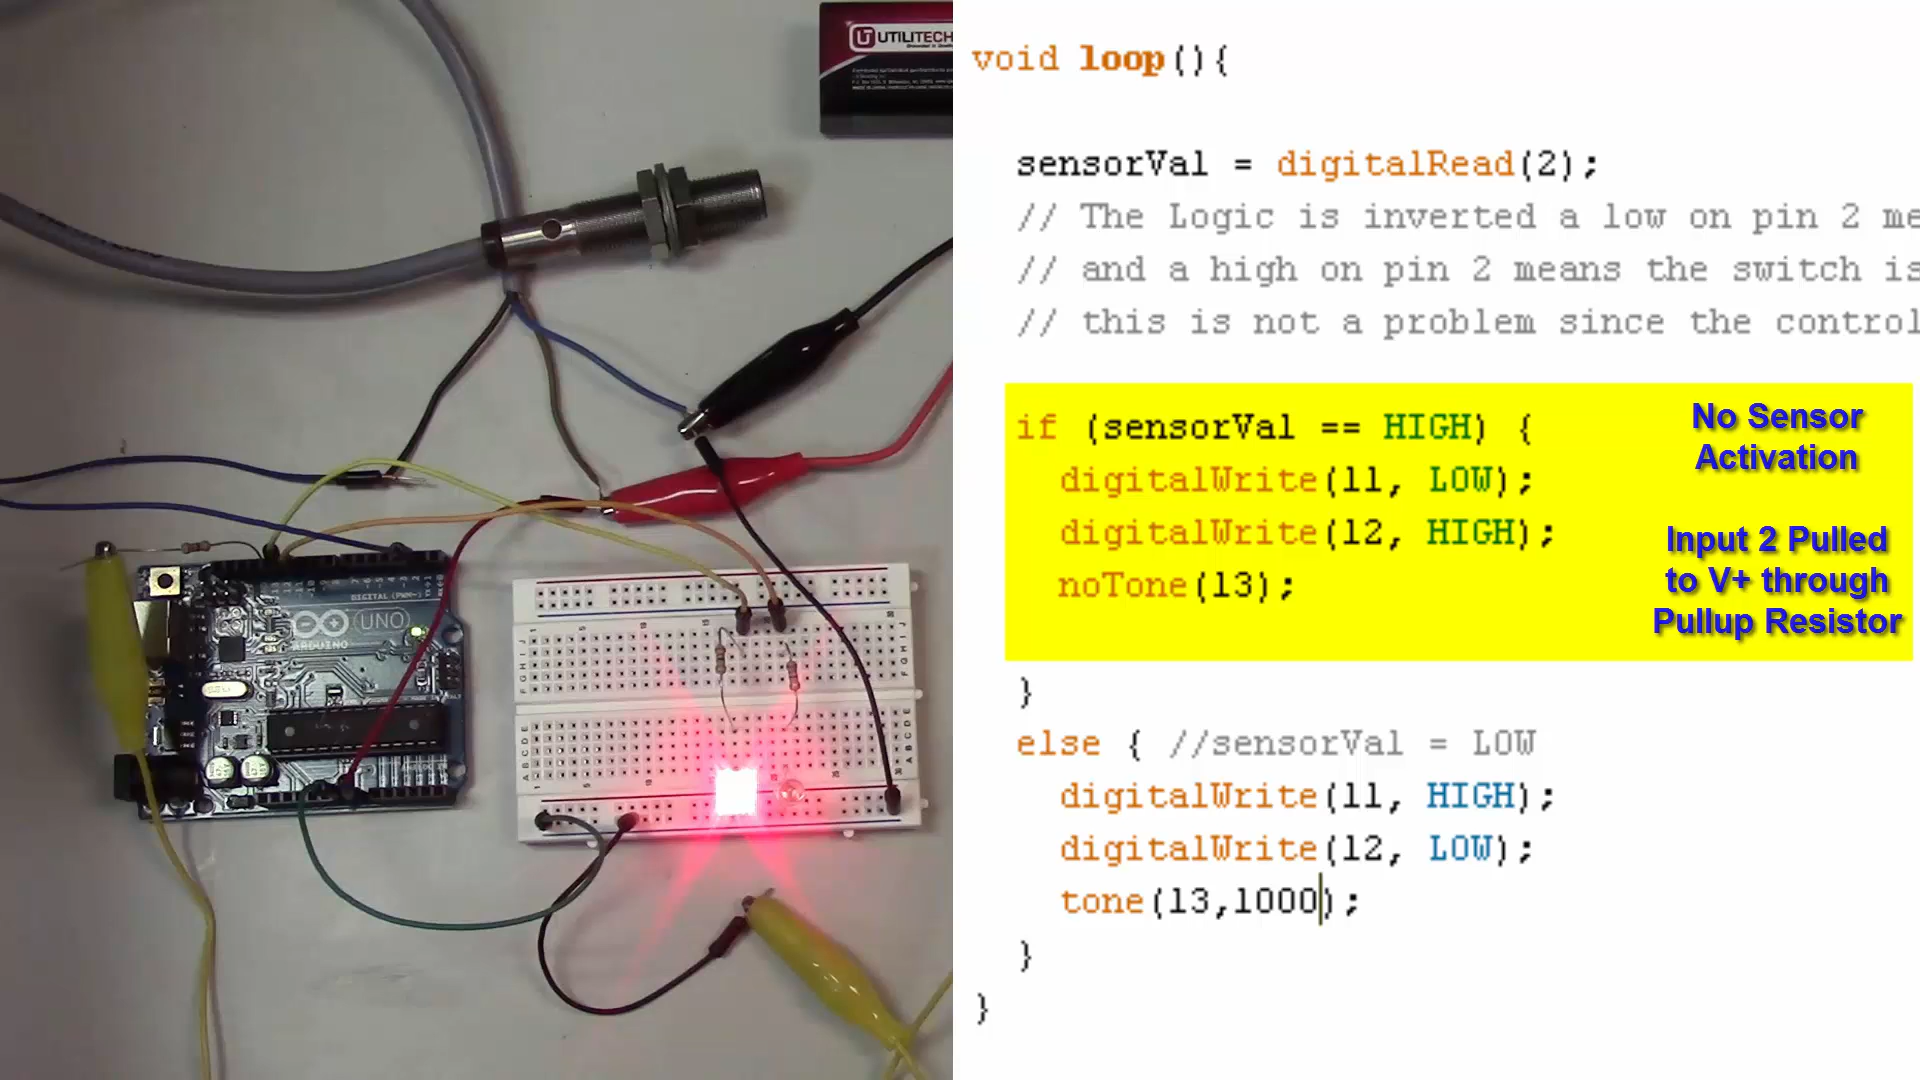 UTILITECH
UNO
ARDUINO
DIGITAL (PWM~)
void loop(){
sensorVal = digitalRead(2);
// The Logic is inverted a low on pin 2 me
// and a high on pin 2 means the switch is
// this is not a problem since the control
if (sensorVal == HIGH) {
digitalWrite(11, LOW);
digitalWrite(12, HIGH);
noTone(13);
No Sensor
Activation
Input 2 Pulled
to V+ through
Pullup Resistor
}
else { //sensorVal = LOW
digitalWrite(11, HIGH);
digitalWrite(12, LOW);
tone(13,1000);
}
}